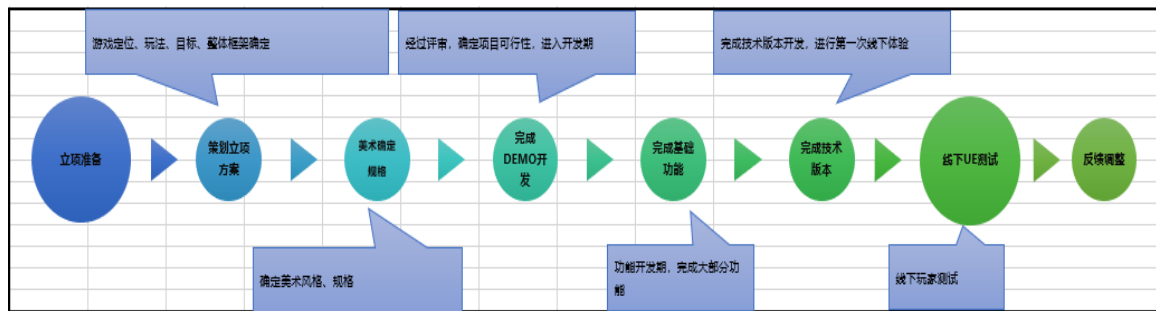 游戏定位、玩法、目标、整体框架确定
经过评审，确定项目可行性，进入开发期
完成技术版本开发，进行第一次线下体验
立项准备
策划立项
方案
美术确定
规格
完成
DEMO开
发
完成基础
功能
完成技术
版本
线下UE测试
反馈调整
确定美术风格、规格
功能开发期，完成大部分功
能
线下玩家测试